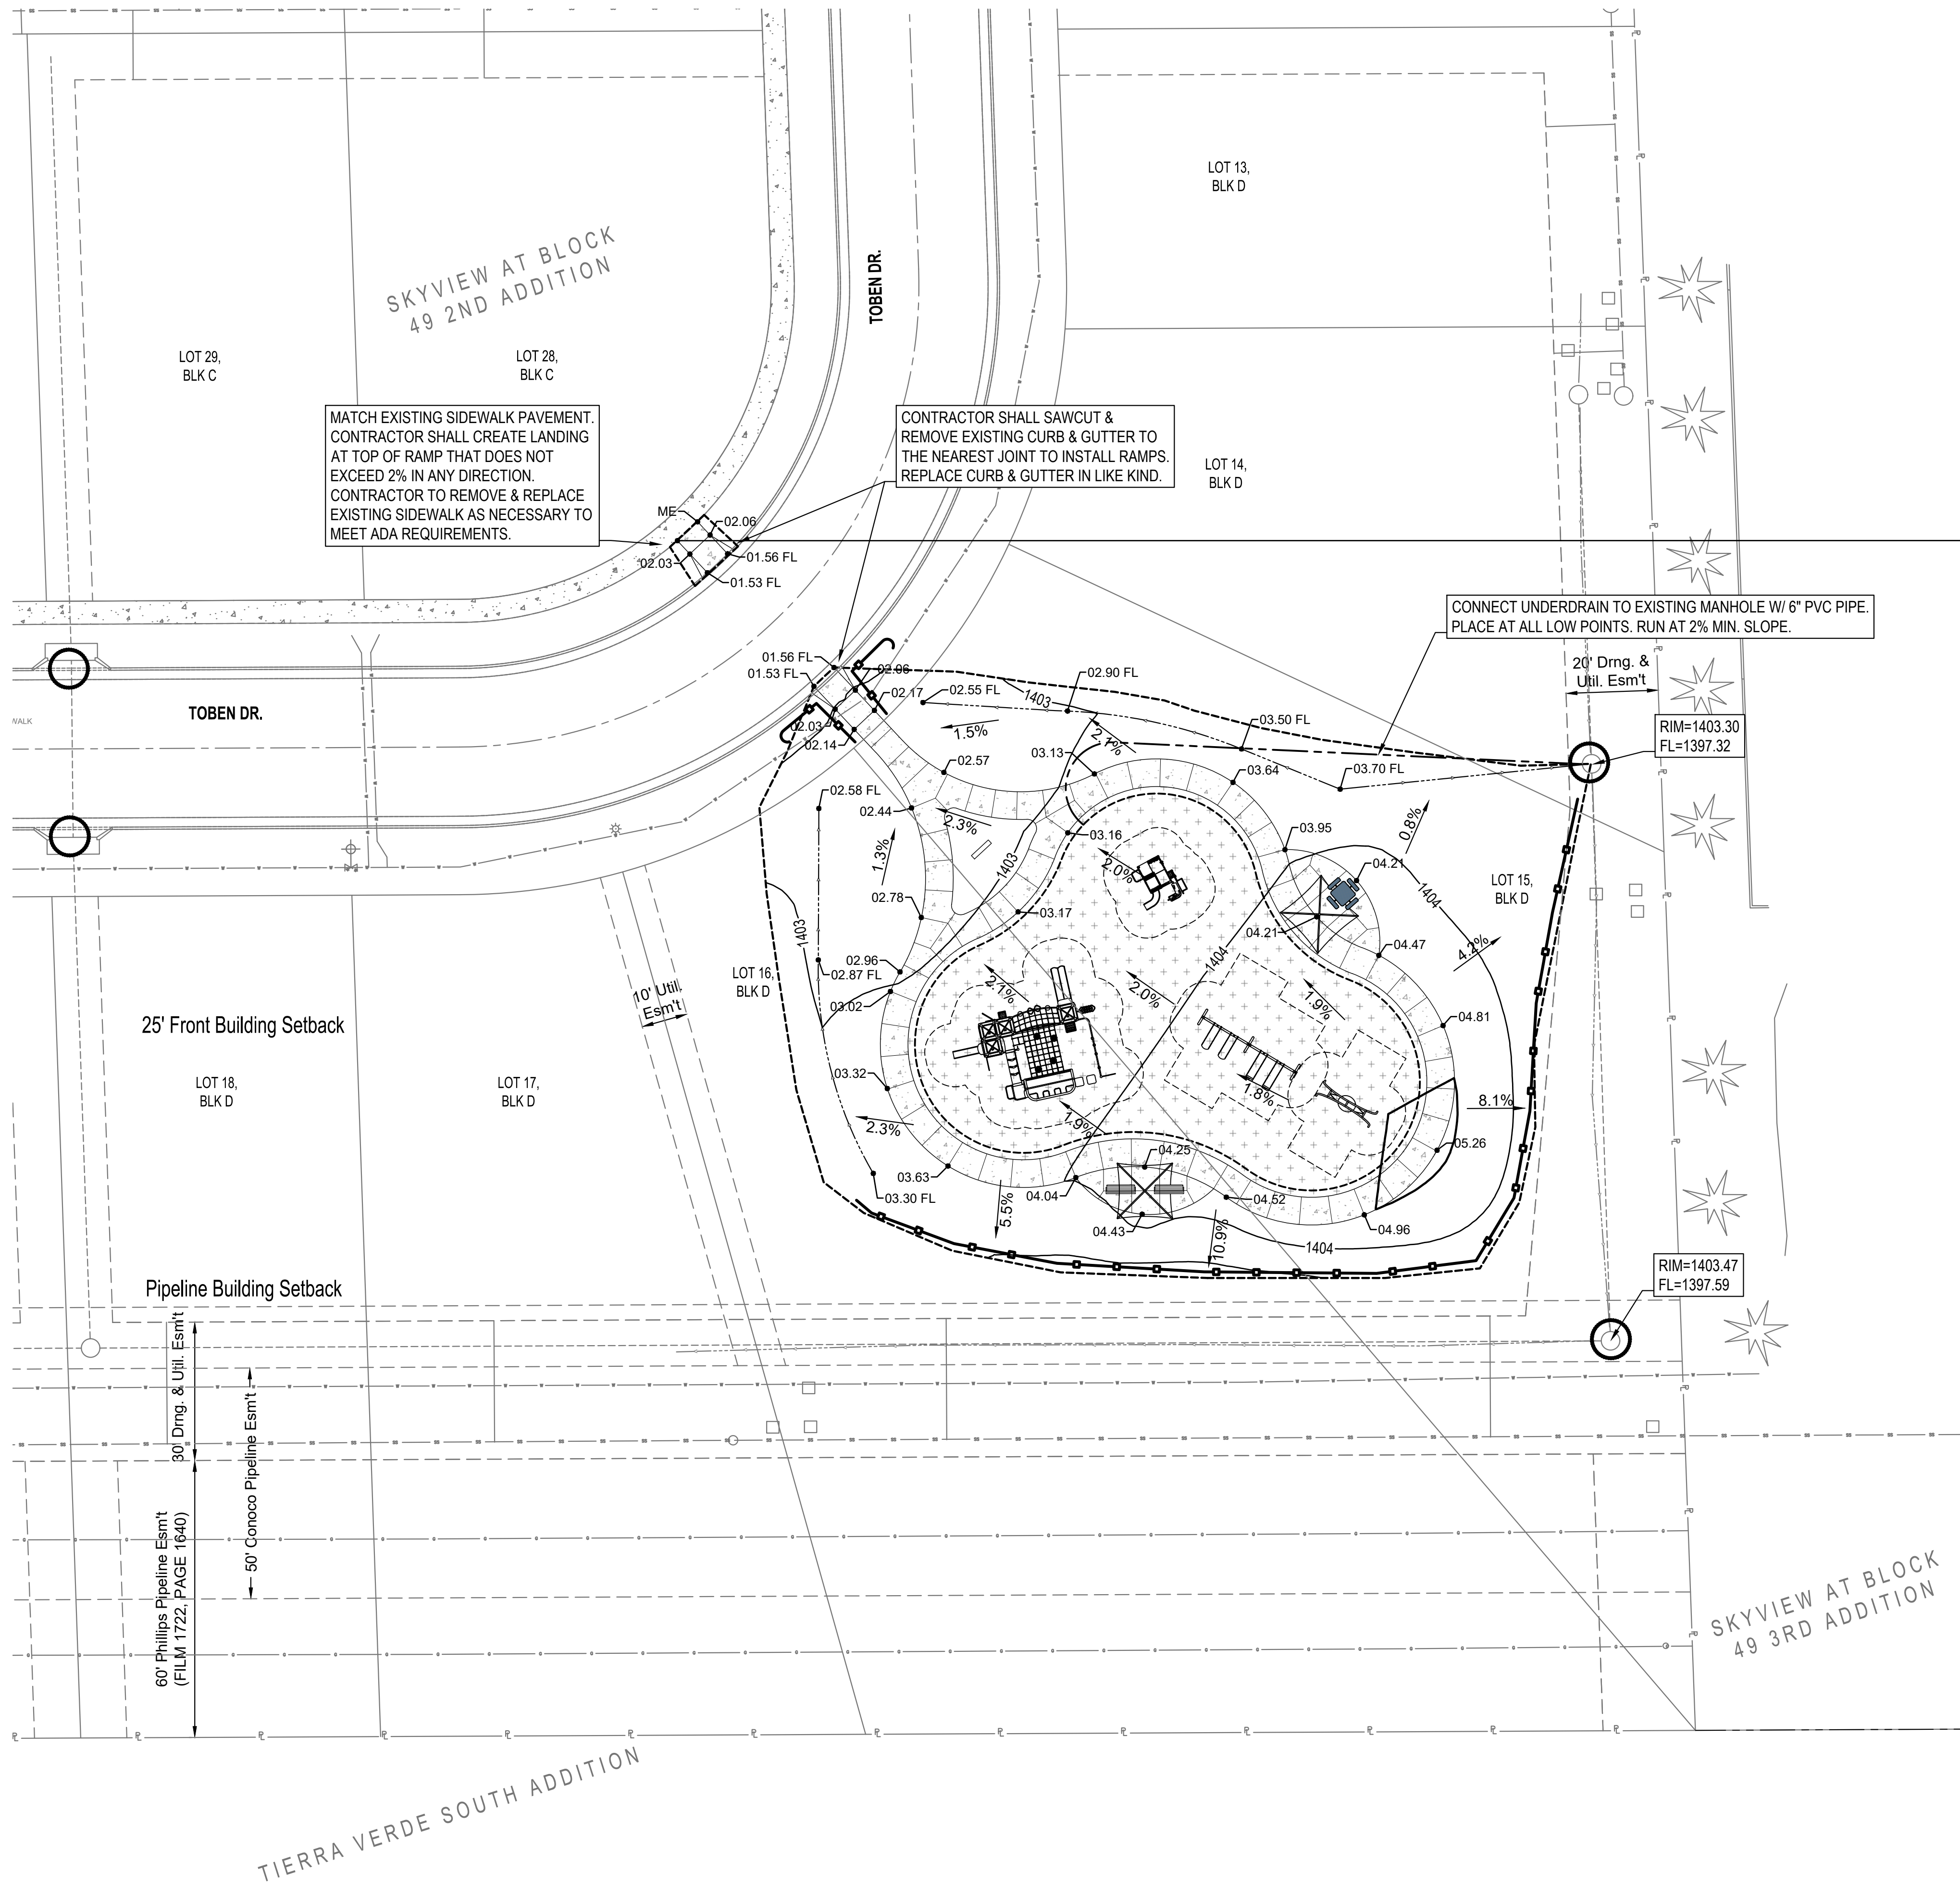 LOT 13,
BLK D
SKYVIEW AT BLOCK
49 2ND ADDITION
TOBEN DR.
LOT 29,
BLK C
LOT 28,
BLK C
MATCH EXISTING SIDEWALK PAVEMENT.
CONTRACTOR SHALL CREATE LANDING
AT TOP OF RAMP THAT DOES NOT
EXCEED 2% IN ANY DIRECTION.
CONTRACTOR TO REMOVE & REPLACE
EXISTING SIDEWALK AS NECESSARY TO
MEET ADA REQUIREMENTS.
CONTRACTOR SHALL SAWCUT &
REMOVE EXISTING CURB & GUTTER TO
THE NEAREST JOINT TO INSTALL RAMPS.
REPLACE CURB & GUTTER IN LIKE KIND.
LOT 14,
BLK D
ME
02.06
01.56 FL
02.03
01.53 FL
CONNECT UNDERDRAIN TO EXISTING MANHOLE W/ 6" PVC PIPE.
PLACE AT ALL LOW POINTS. RUN AT 2% MIN. SLOPE.
20' Drng. &
Util. Esm't
RIM=1403.30
FL=1397.32
WALK
TOBEN DR.
01.56 FL
01.53 FL
02.06
02.17
02.03
02.14
02.55 FL
1403
02.90 FL
1.5%
2.1%
03.50 FL
03.13
03.64
03.70 FL
02.57
02.58 FL
02.44
2.3%
03.16
03.95
0.8%
1.3%
1403
2.0%
04.21
1404
LOT 15,
BLK D
02.78
03.17
04.21
04.47
4.2%
1403
02.96
02.87 FL
LOT 16,
BLK D
1404
2.1%
2.0%
1.9%
03.02
04.81
10' Util.
Esm't
25' Front Building Setback
LOT 18,
BLK D
LOT 17,
BLK D
03.32
1.8%
8.1%
2.3%
1.9%
05.26
04.25
03.63
03.30 FL
04.04
04.52
5.5%
04.43
10.9%
04.96
1404
RIM=1403.47
FL=1397.59
Pipeline Building Setback
30' Drng. & Util. Esm't
50' Conoco Pipeline Esm't
60' Phillips Pipeline Esm't
(FILM 1722, PAGE 1640)
SKYVIEW AT BLOCK
49 3RD ADDITION
TIERRA VERDE SOUTH ADDITION